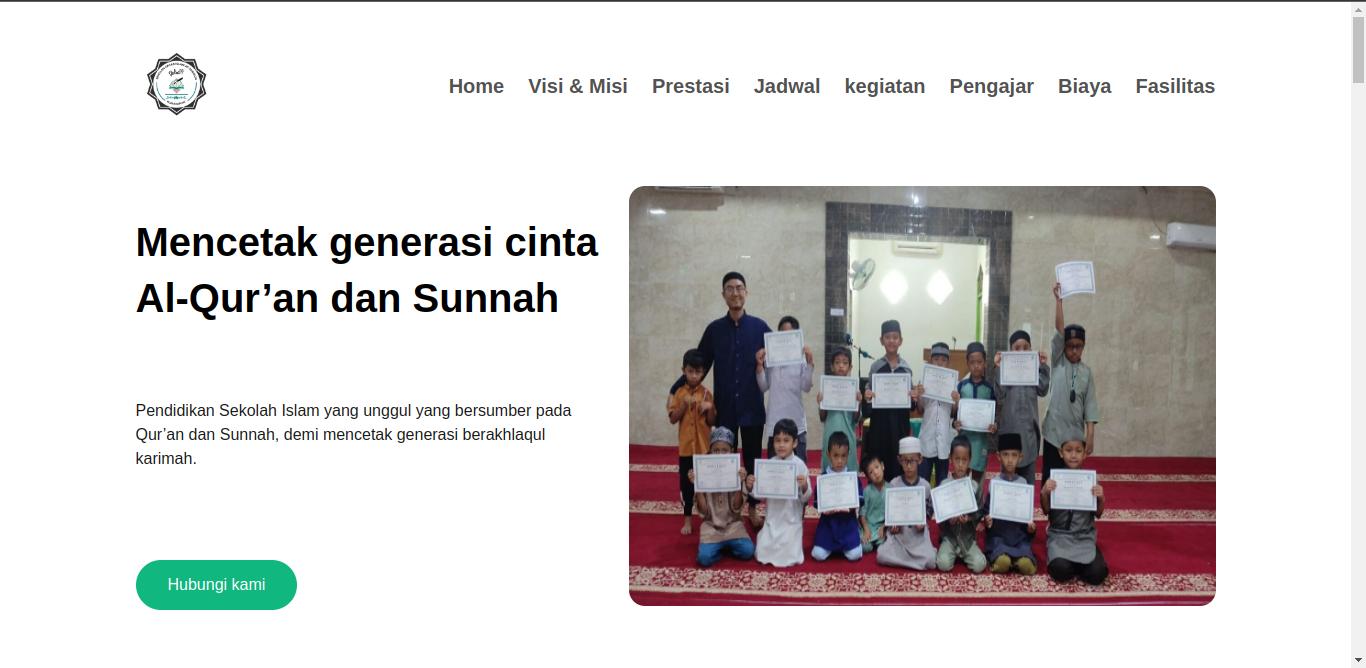 Home Visi & Misi Prestasi Jadwal kegiatan Pengajar Biaya Fasilitas
Mencetak generasi cinta
Al-Qur’an dan Sunnah
Pendidikan Sekolah Islam yang unggul yang bersumber pada
Qur’an dan Sunnah, demi mencetak generasi berakhlaqul
karimah.
Hubungi kami